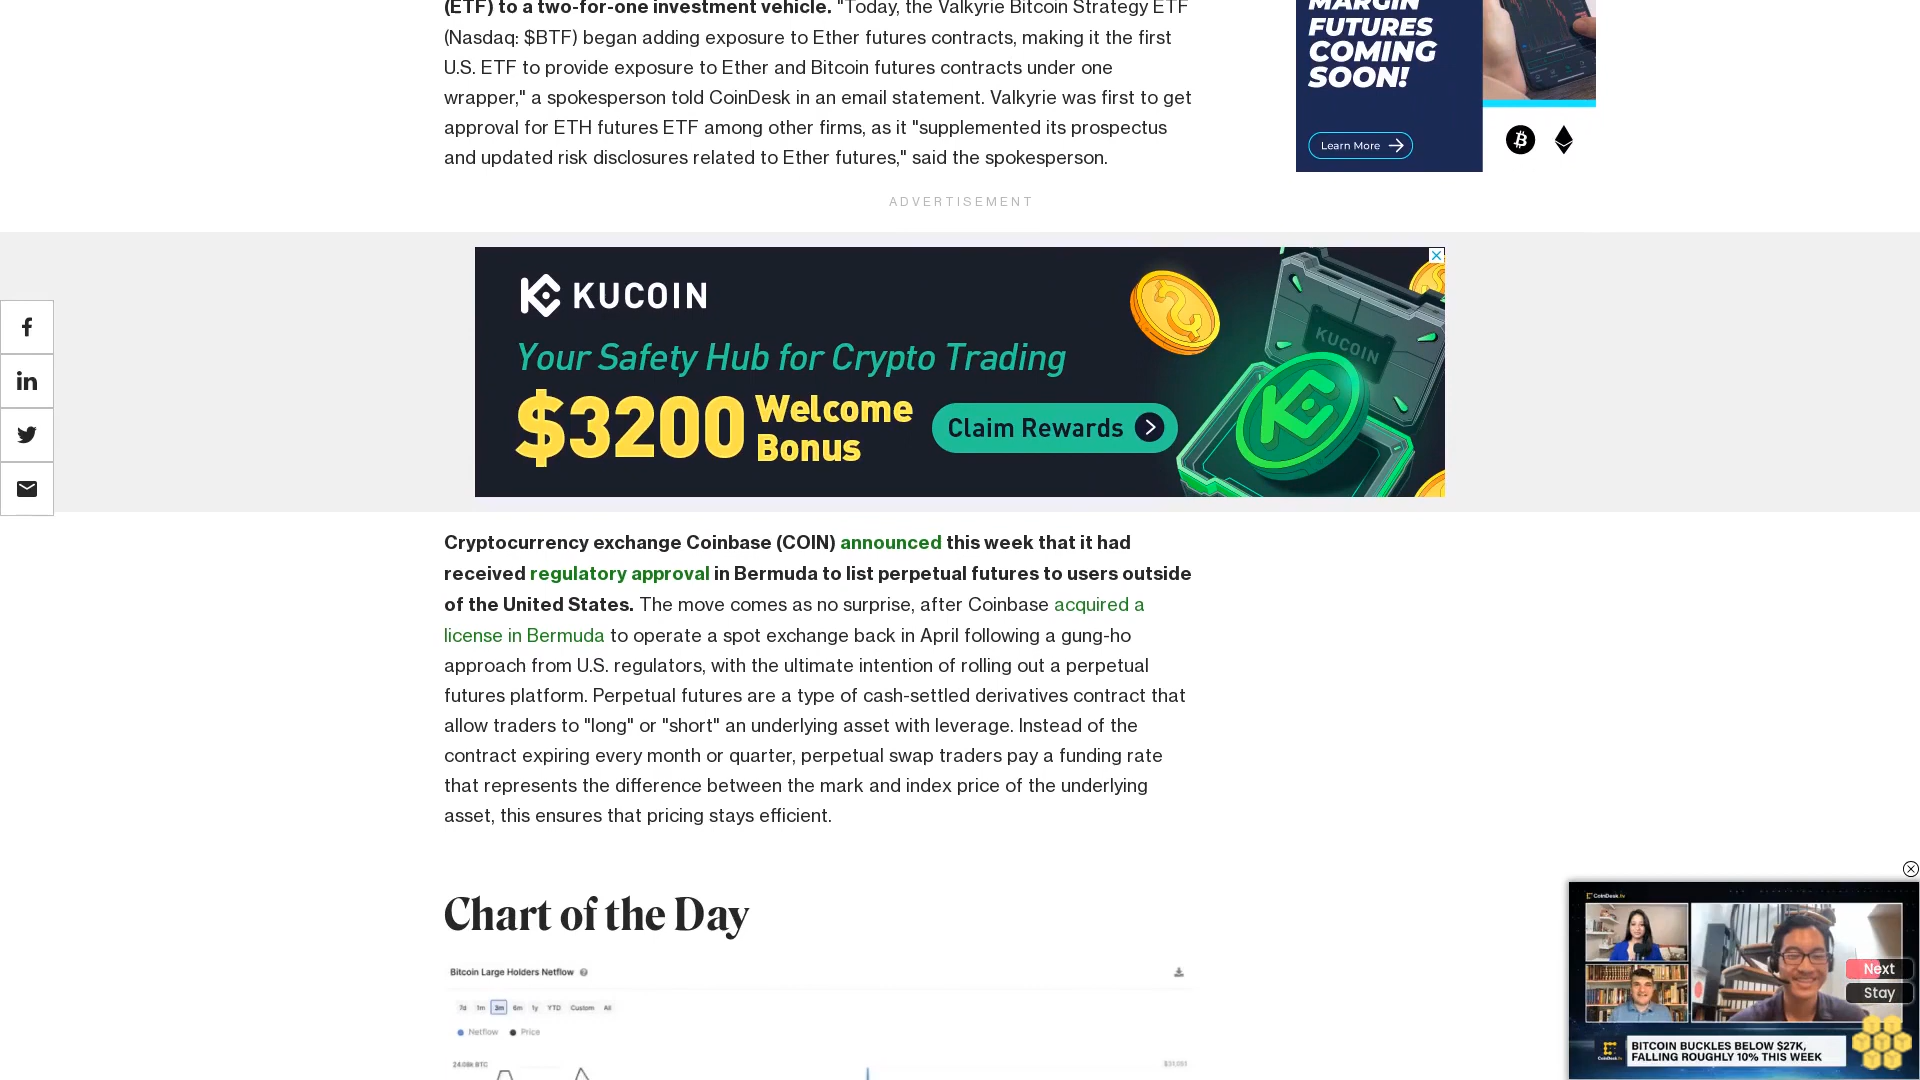 (ETF) to a two-for-one investment vehicle. "Today, the Valkyrie Bitcoin Strategy ETF
(Nasdaq: $BTF) began adding exposure to Ether futures contracts, making it the first
U.S. ETF to provide exposure to Ether and Bitcoin futures contracts under one
wrapper," a spokesperson told CoinDesk in an email statement. Valkyrie was first to get
approval for ETH futures ETF among other firms, as it "supplemented its prospectus
and updated risk disclosures related to Ether futures," said the spokesperson.
MARGIN
FUTURES
COMING
SOON!
Learn More
ADVERTISEMENT
KUCOIN
Your Safety Hub for Crypto Trading
$3200 Welcome
Bonus
Claim Rewards
KUCOIN
Cryptocurrency exchange Coinbase (COIN) announced this week that it had
received regulatory approval in Bermuda to list perpetual futures to users outside
of the United States. The move comes as no surprise, after Coinbase acquired a
license in Bermuda to operate a spot exchange back in April following a gung-ho
approach from U.S. regulators, with the ultimate intention of rolling out a perpetual
futures platform. Perpetual futures are a type of cash-settled derivatives contract that
allow traders to "long" or "short" an underlying asset with leverage. Instead of the
contract expiring every month or quarter, perpetual swap traders pay a funding rate
that represents the difference between the mark and index price of the underlying
asset, this ensures that pricing stays efficient.
Chart of the Day
Bitcoin Large Holders Netflow
7d 1m 3m 6m 1y YTD Custom All
Netflow Price
24.08k BTC
$31,051
CoinDesk.tv
Next
Stay
CoinDesk.tv
BITCOIN BUCKLES BELOW $27K,
FALLING ROUGHLY 10% THIS WEEK